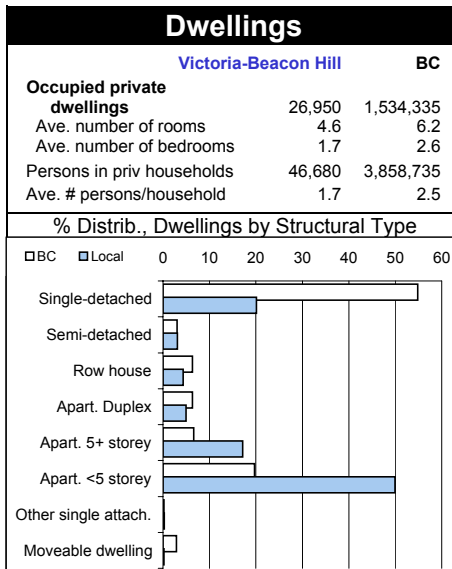 Dwellings
Victoria-Beacon Hill BC
Occupied private
dwellings 26,950 1,534,335
Ave. number of rooms 4.6 6.2
Ave. number of bedrooms 1.7 2.6
Persons in priv households 46,680 3,858,735
Ave. # persons/household 1.7 2.5
% Distrib., Dwellings by Structural Type
BC Local 0 10 20 30 40 50 60
Single-detached
Semi-detached
Row house
Apart. Duplex
Apart. 5+ storey
Apart. <5 storey
Other single attach.
Moveable dwelling